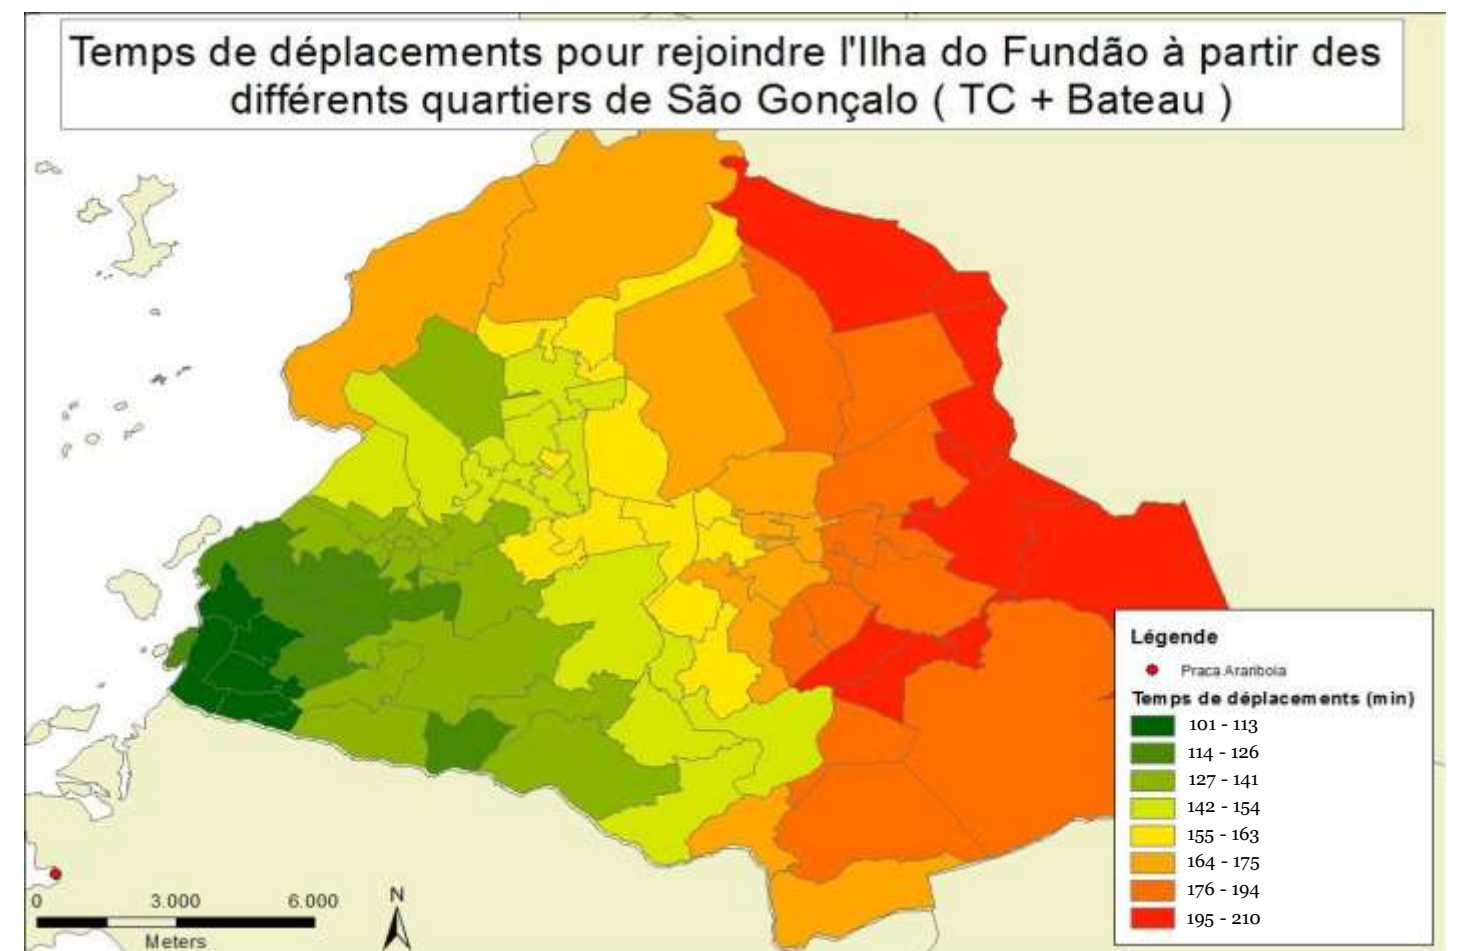 Temps de déplacements pour rejoindre l'Ilha do Fundão à partir des
différents quartiers de São Gonçalo ( TC + Bateau )
Légende
Praca Arariboia
Temps de déplacements (min)
101 - 113
114 - 126
127 - 141
142 - 154
155 - 163
164 - 175
176 - 194
195 - 210
0 3.000 6.000
Meters
N